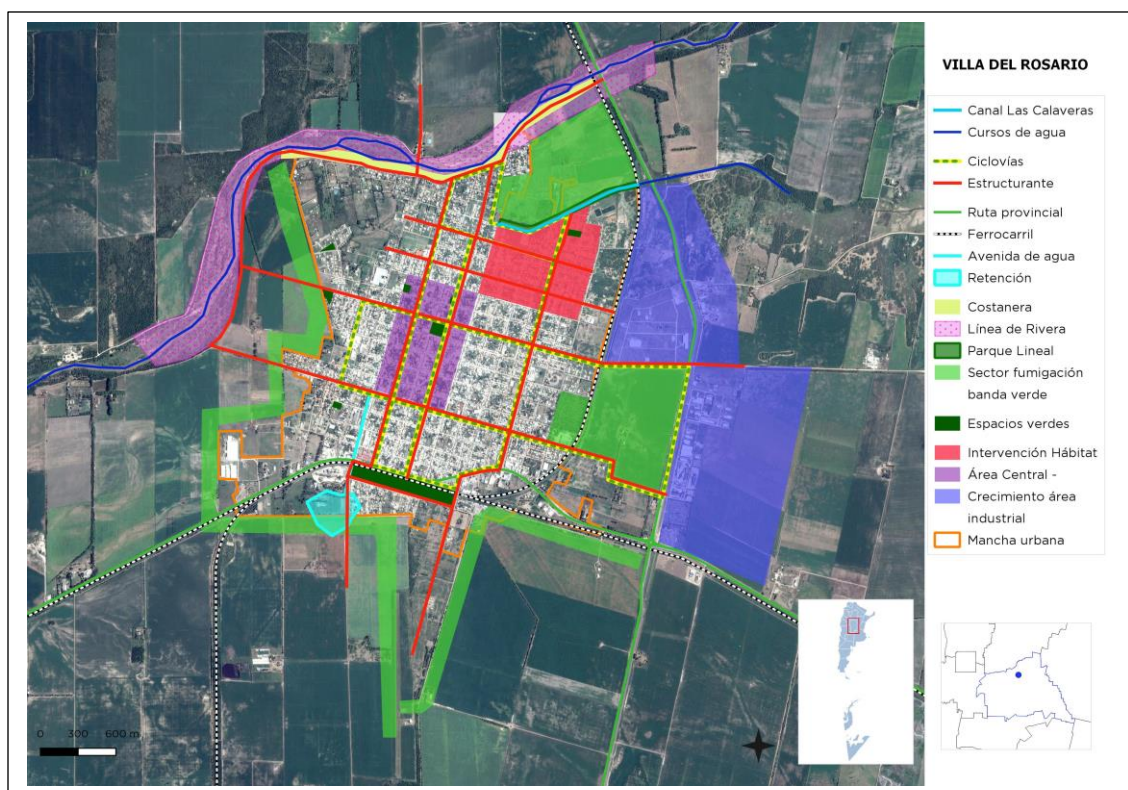 VILLA DEL ROSARIO
Canal Las Calaveras
Cursos de agua
Ciclovías
Estructurante
Ruta provincial
Ferrocarril
Avenida de agua
Retención
Costanera
Línea de Rivera
Parque Lineal
Sector fumigación
banda verde
Espacios verdes
Intervención Hábitat
Área Central -
Crecimiento área
industrial
Mancha urbana
0 300 600 m